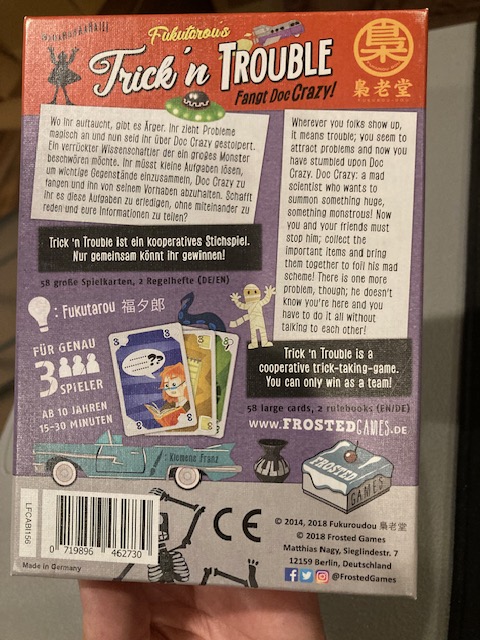 Fukutarou's
Trick 'n TROUBLE
Fangt Doc Crazy!
梟
梟老堂
FUKUROU-DOU
Wo ihr auftaucht, gibt es Ärger. Ihr zieht Probleme
magisch an und nun seid ihr über Doc Crazy gestolpert.
Ein verrückter Wissenschaftler der ein großes Monster
beschwören möchte. Ihr müsst kleine Aufgaben lösen,
um wichtige Gegenstände einzusammeln, Doc Crazy zu
fangen und ihn von seinem Vorhaben abzuhalten. Schafft
ihr es diese Aufgaben zu erledigen, ohne miteinander zu
reden und eure Informationen zu teilen?
Trick 'n Trouble ist ein kooperatives Stichspiel.
Nur gemeinsam könnt ihr gewinnen!
58 große Spielkarten, 2 Regelhefte (DE/EN)
: Fukutarou 福夕郎
FÜR GENAU
3
SPIELER
AB 10 JAHREN
15-30 MINUTEN
3
3
3
??
3
Wherever you folks show up,
it means trouble; you seem to
attract problems and now you
have stumbled upon Doc
Crazy. Doc Crazy: a mad
scientist who wants to
summon something huge,
something monstrous! Now
you and your friends must
stop him; collect the
important items and bring
them together to foil his mad
scheme! There is one more
problem, though; he doesn't
know you're here and you
have to do it all without
talking to each other!
Trick 'n Trouble is a
cooperative trick-taking-game.
You can only win as a team!
58 large cards, 2 rulebooks (EN/DE)
WWW.FROSTEDGAMES.DE
: Klemens Franz
FROSTED
GAMES
LFCABI156
0 719896 462730
Made in Germany
CE
© 2014, 2018 Fukuroudou 梟老堂
© 2018 Frosted Games
Matthias Nagy, Sieglindestr. 7
12159 Berlin, Deutschland
@FrostedGames